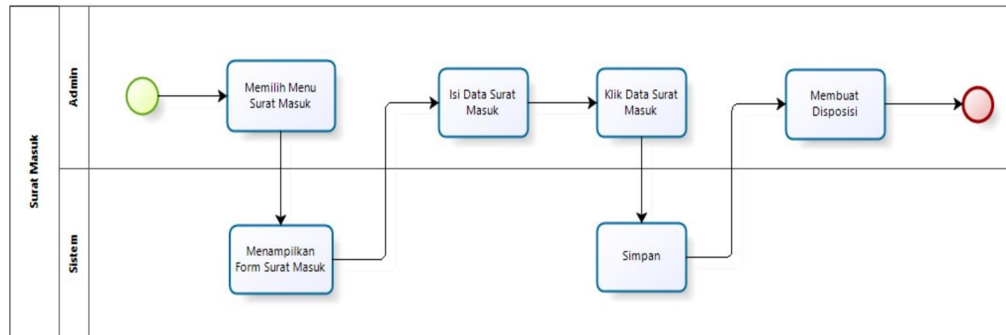 Surat Masuk
Admin
Memilih Menu
Surat Masuk
Isi Data Surat
Masuk
Klik Data Surat
Masuk
Membuat
Disposisi
Sistem
Menampilkan
Form Surat Masuk
Simpan